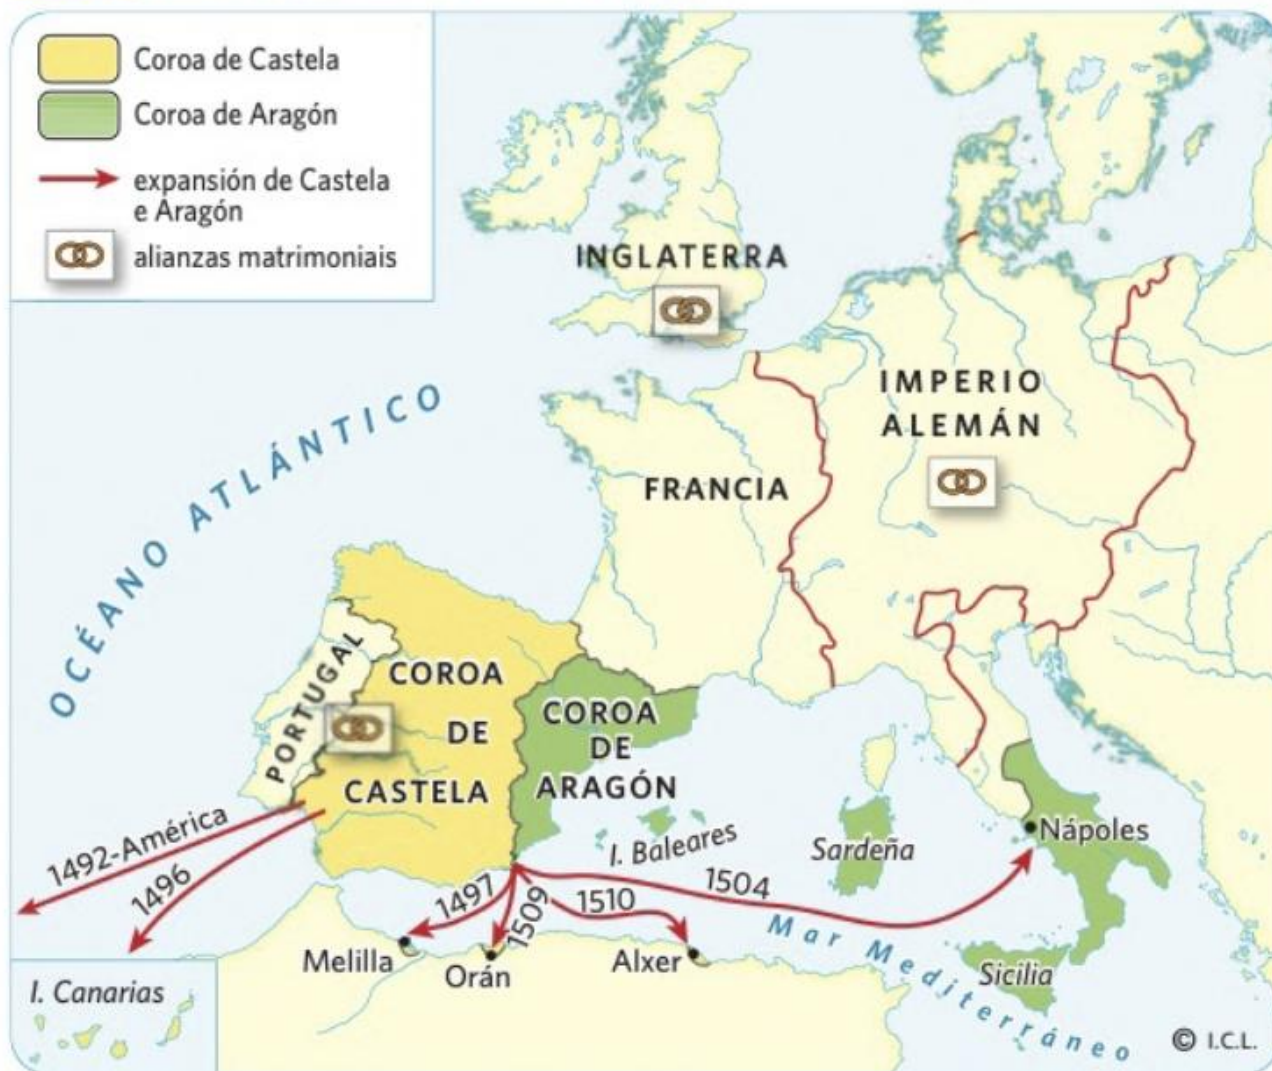 Coroa de Castela
Coroa de Aragón
expansión de Castela
e Aragón
alianzas matrimoniais
INGLATERRA
IMPERIO
ALEMÁN
FRANCIA
OCÉANO ATLÁNTICO
PORTUGAL
COROA
DE
CASTELA
COROA
DE
ARAGÓN
I. Baleares
Sardeña
Nápoles
1492-América
1496
1497
1509
1510
1504
Melilla
Orán
Alxer
Mar Mediterráneo
Sicilia
I. Canarias
© I.C.L.